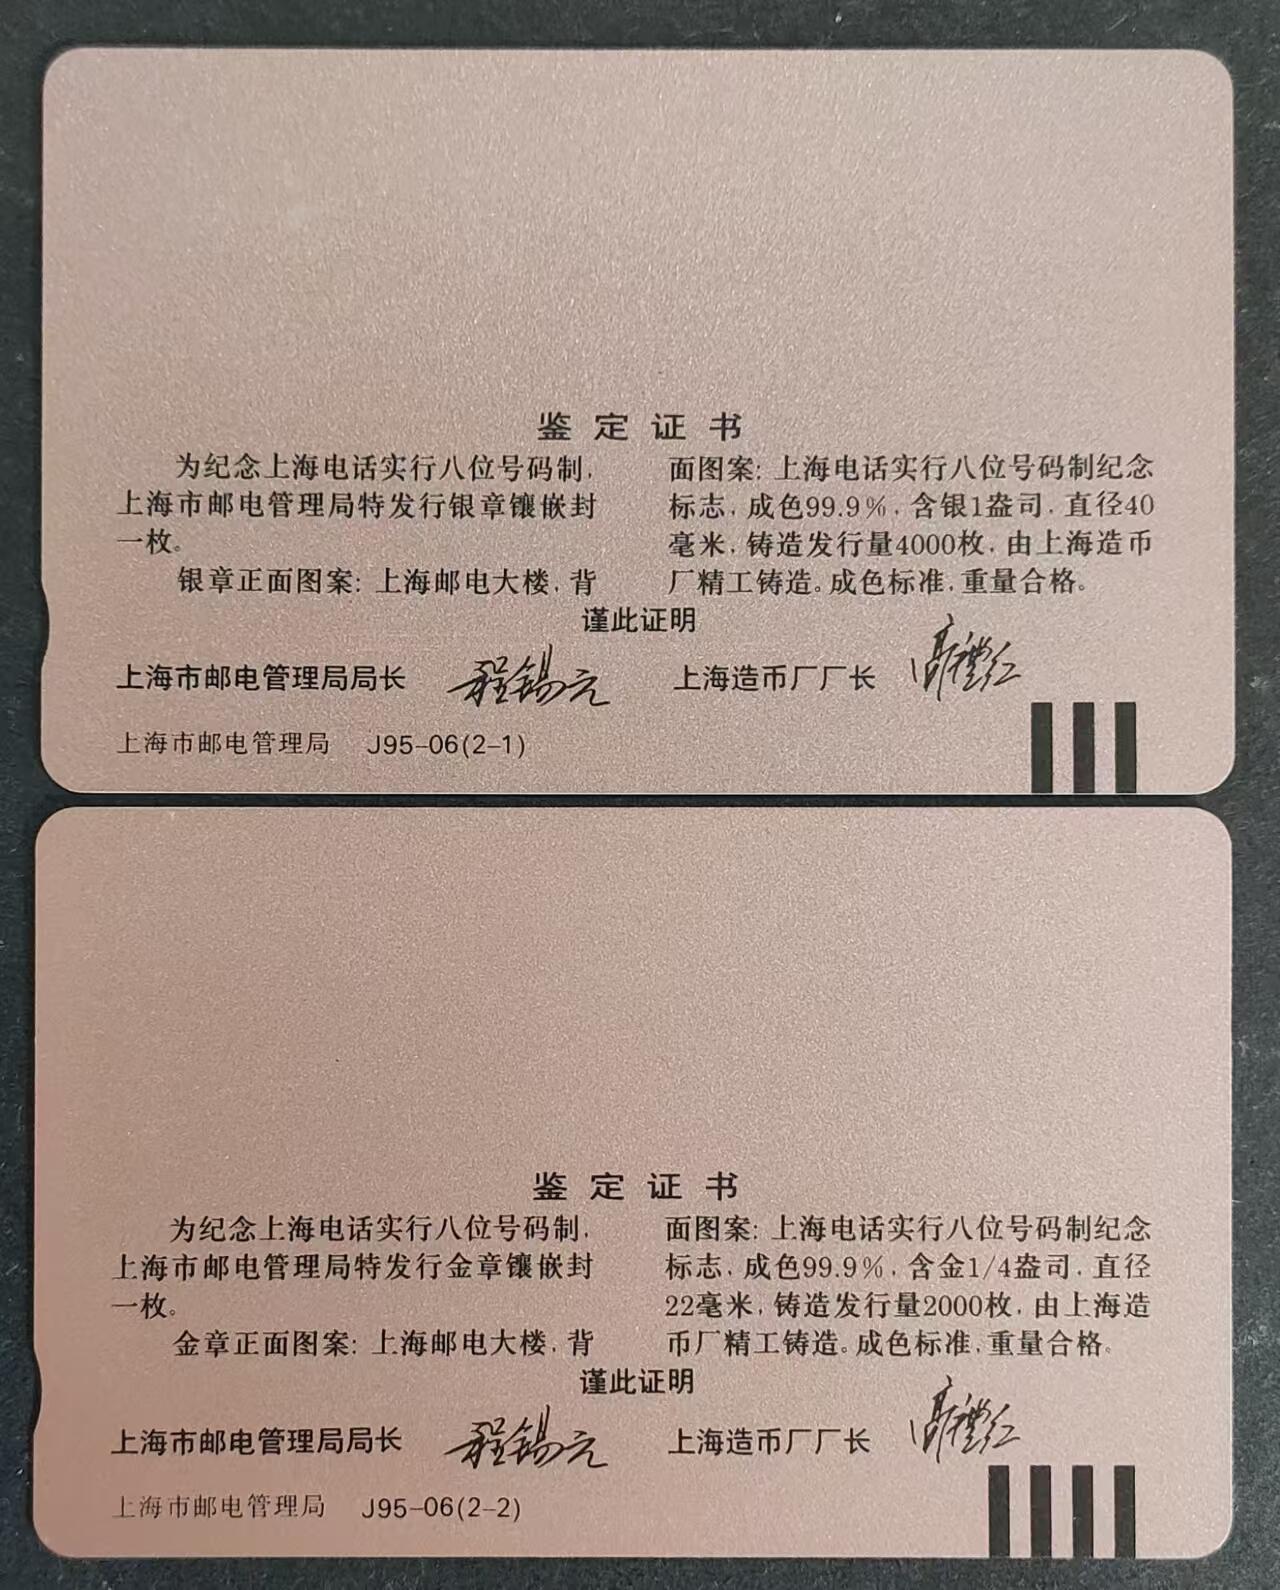 鉴定证书
为纪念上海电话实行八位号码制，
上海市邮电管理局特发行银章镶嵌封
一枚。
银章正面图案：上海邮电大楼，背
面图案：上海电话实行八位号码制纪念
标志，成色99.9%，含银1盎司，直径40
毫米，铸造发行量4000枚，由上海造币
厂精工铸造。成色标准，重量合格。
谨此证明
上海市邮电管理局局长 程锡元 上海造币厂厂长
上海市邮电管理局 J95-06(2-1)
鉴定证书
为纪念上海电话实行八位号码制，
上海市邮电管理局特发行金章镶嵌封
一枚。
金章正面图案：上海邮电大楼，背
面图案：上海电话实行八位号码制纪念
标志，成色99.9%，含金1/4盎司，直径
22毫米，铸造发行量2000枚，由上海造
币厂精工铸造。成色标准，重量合格。
谨此证明
上海市邮电管理局局长 程锡元 上海造币厂厂长
上海市邮电管理局 J95-06(2-2)